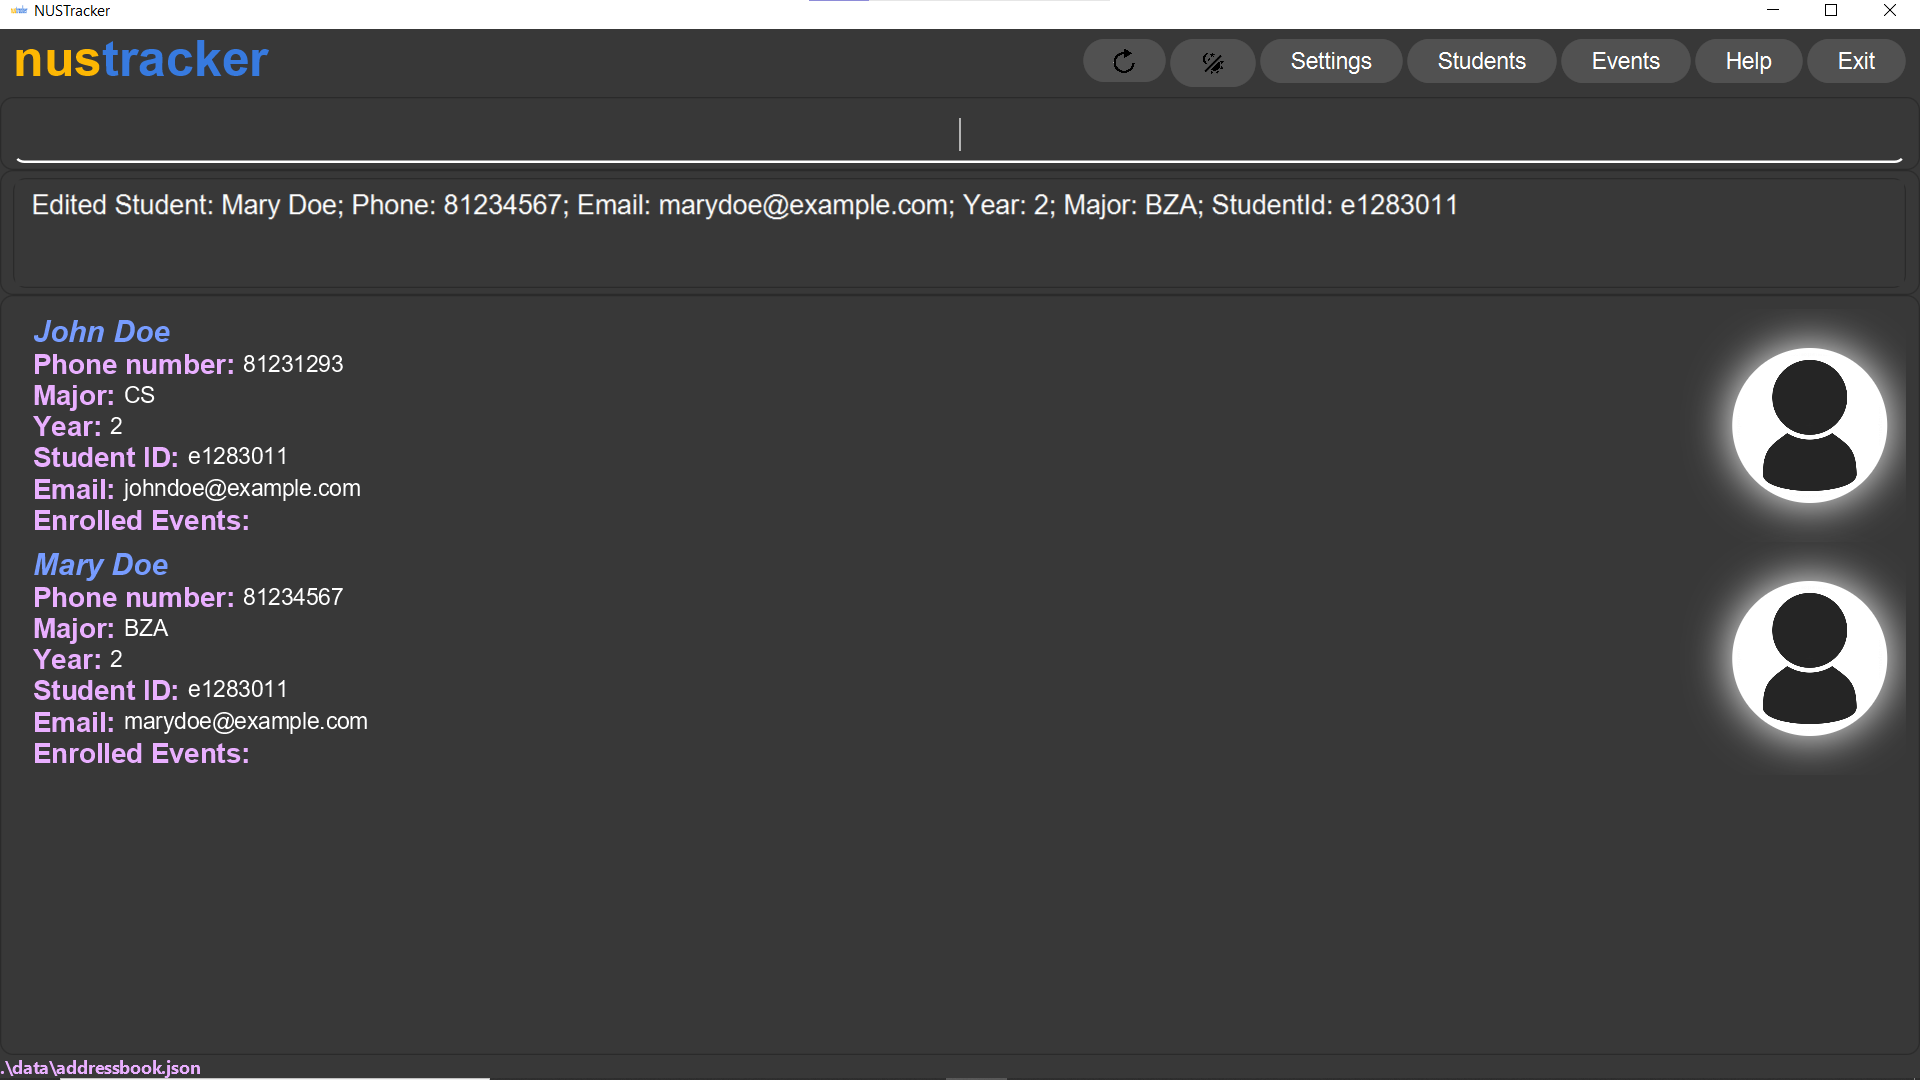 NUSTracker
nustracker
Settings Students Events Help Exit
Edited Student: Mary Doe; Phone: 81234567; Email: marydoe@example.com; Year: 2; Major: BZA; StudentId: e1283011
John Doe
Phone number: 81231293
Major: CS
Year: 2
Student ID: e1283011
Email: johndoe@example.com
Enrolled Events:
Mary Doe
Phone number: 81234567
Major: BZA
Year: 2
Student ID: e1283011
Email: marydoe@example.com
Enrolled Events:
.\data\addressbook.json